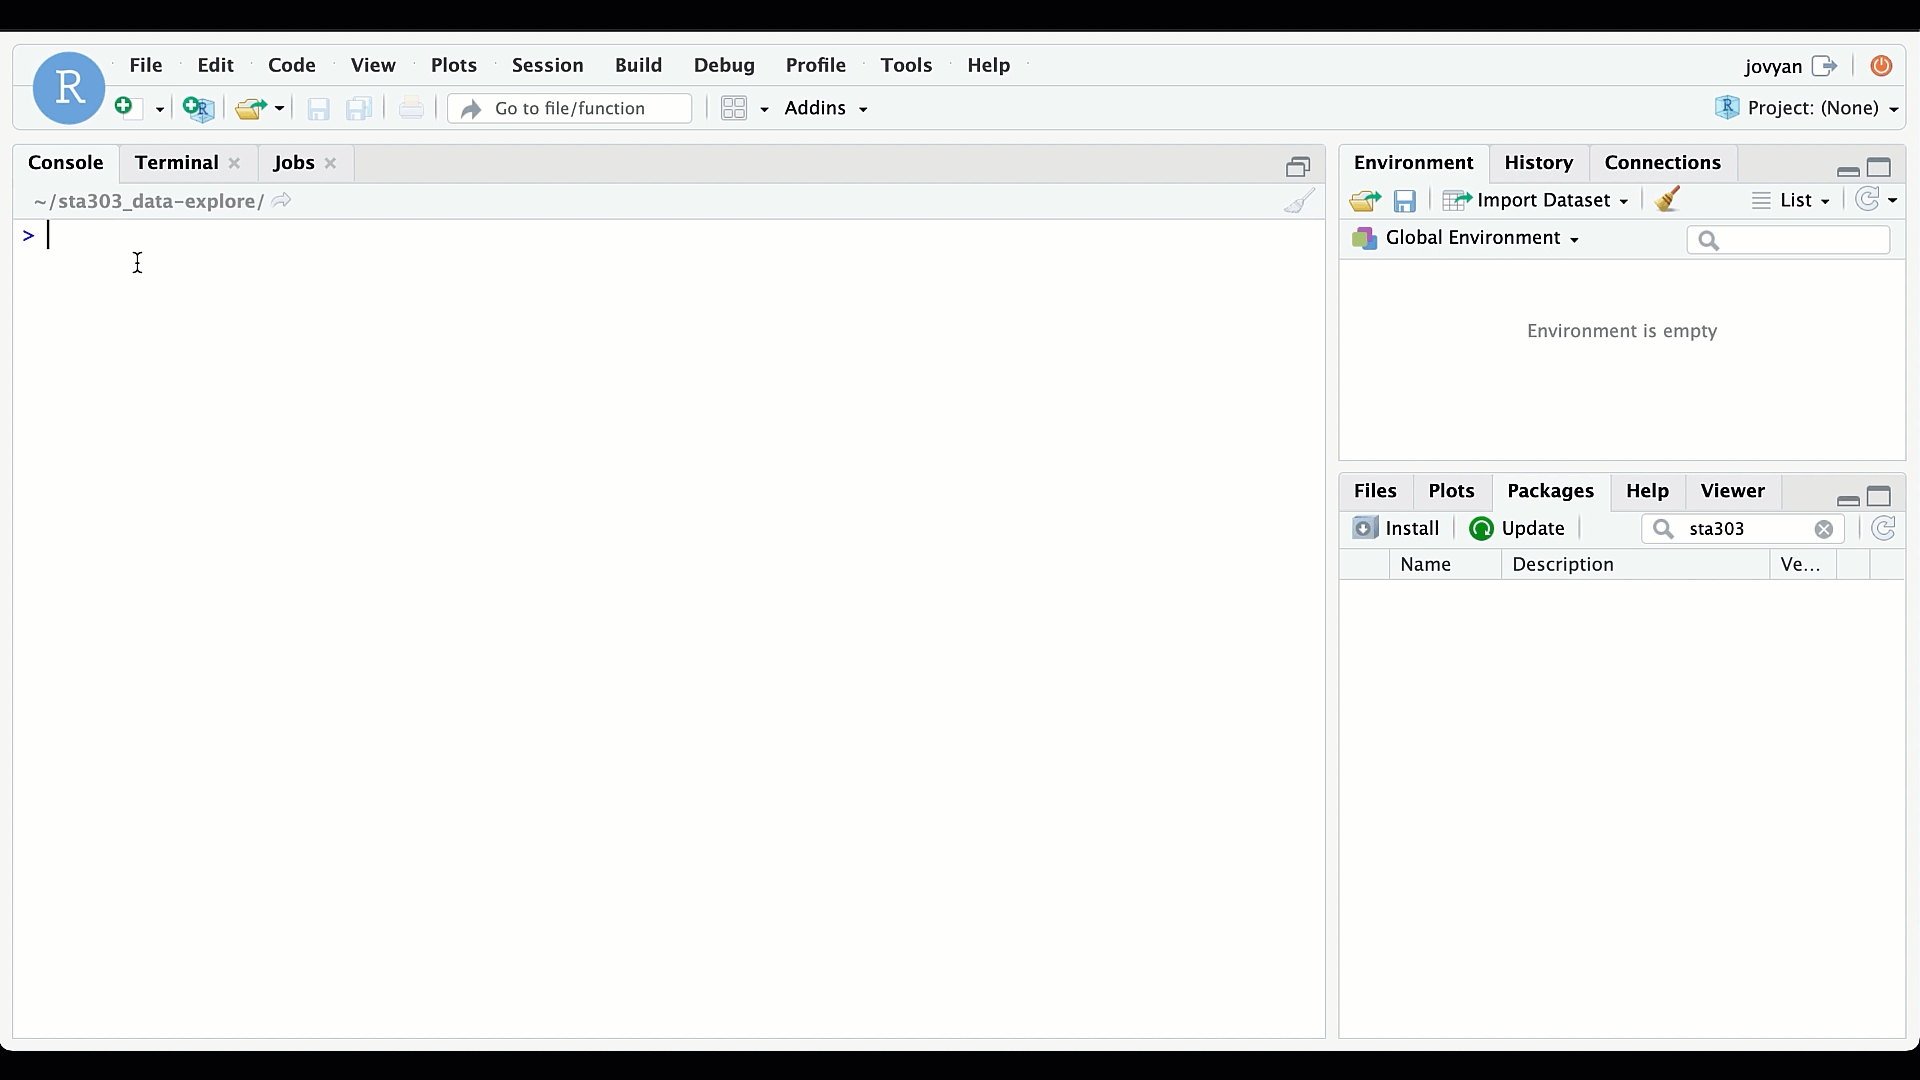 R File Edit Code View Plots Session Build Debug Profile Tools Help jovyan
Go to file/function Addins Project: (None)
Console Terminal Jobs
~/sta303_data-explore/
>
Environment History Connections
Import Dataset List
Global Environment
Environment is empty
Files Plots Packages Help Viewer
Install Update sta303
Name Description Ve...